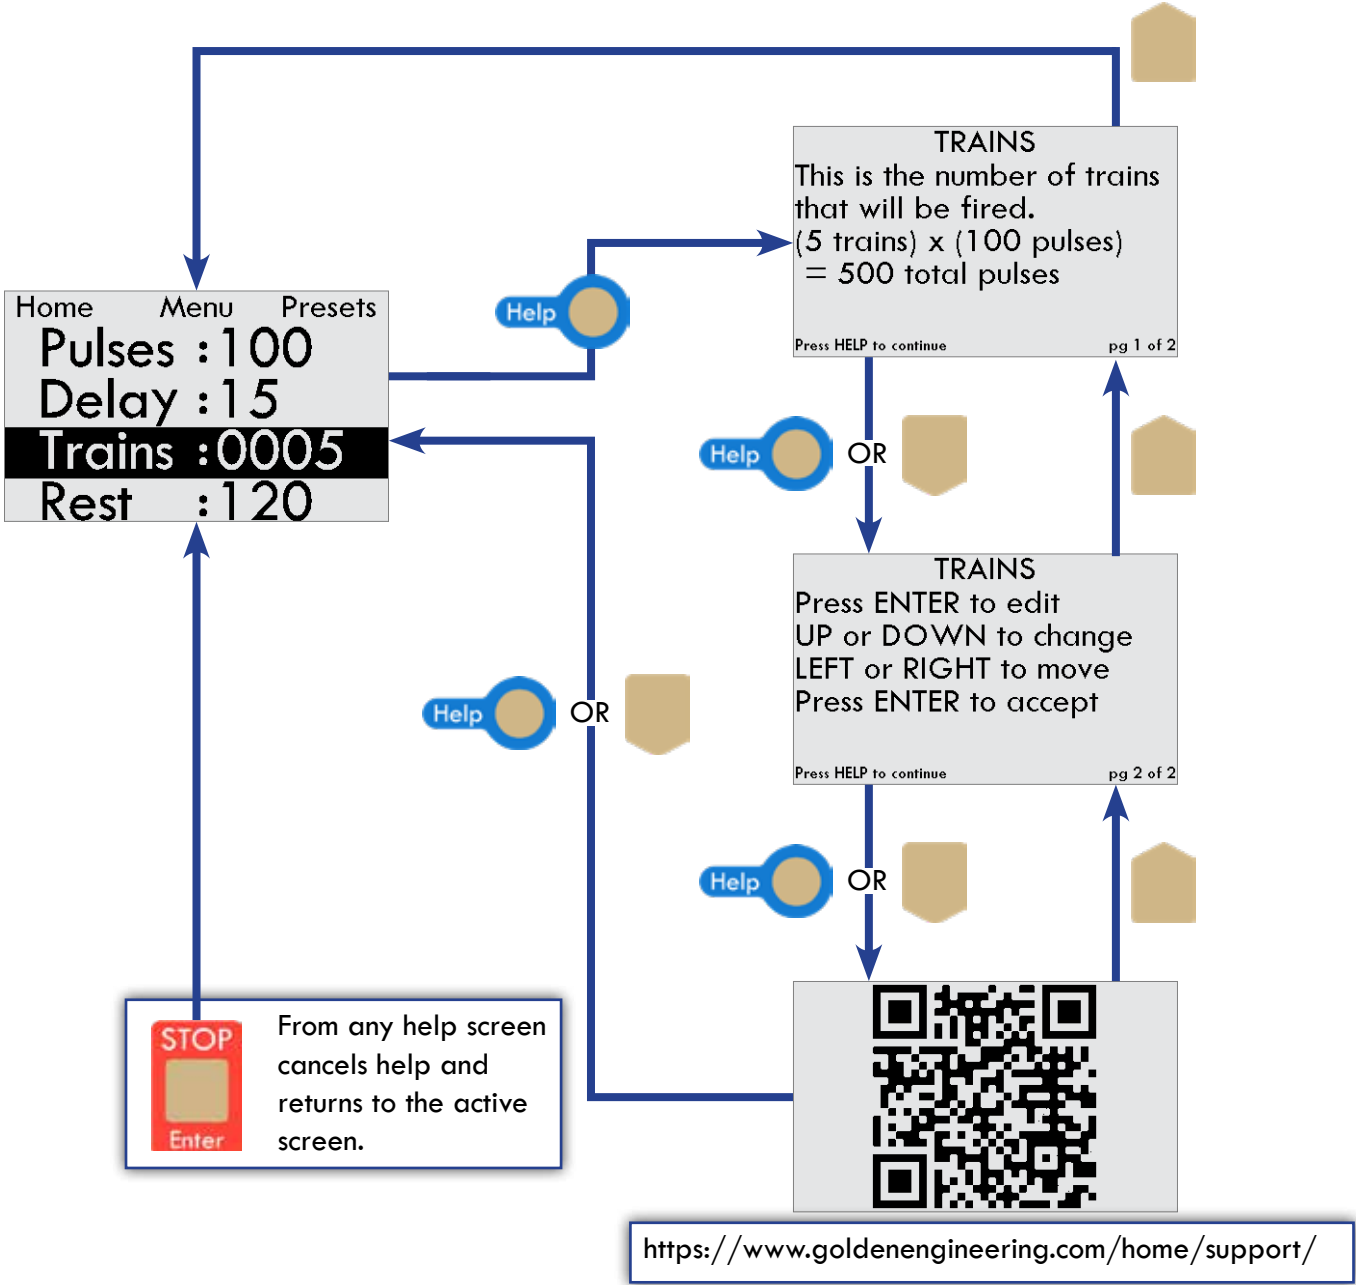 TRAINS
This is the number of trains
that will be fired.
(5 trains) x (100 pulses)
= 500 total pulses
Press HELP to continue pg 1 of 2
Home Menu Presets
Pulses :100
Delay :15
Trains :0005
Rest :120
Help
Help OR
TRAINS
Press ENTER to edit
UP or DOWN to change
LEFT or RIGHT to move
Press ENTER to accept
Press HELP to continue pg 2 of 2
Help OR
Help OR
STOP
Enter
From any help screen
cancels help and
returns to the active
screen.
https://www.goldenengineering.com/home/support/